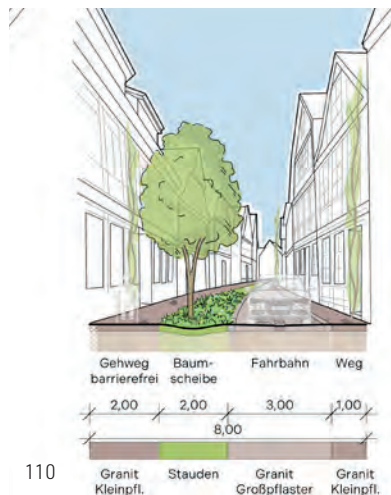 Gehweg barrierefrei
Baum-scheibe
Fahrbahn
Weg
2,00 2,00 3,00 1,00
8,00
110
Granit Kleinpfl.
Stauden
Granit Großpflaster
Granit Kleinpfl.